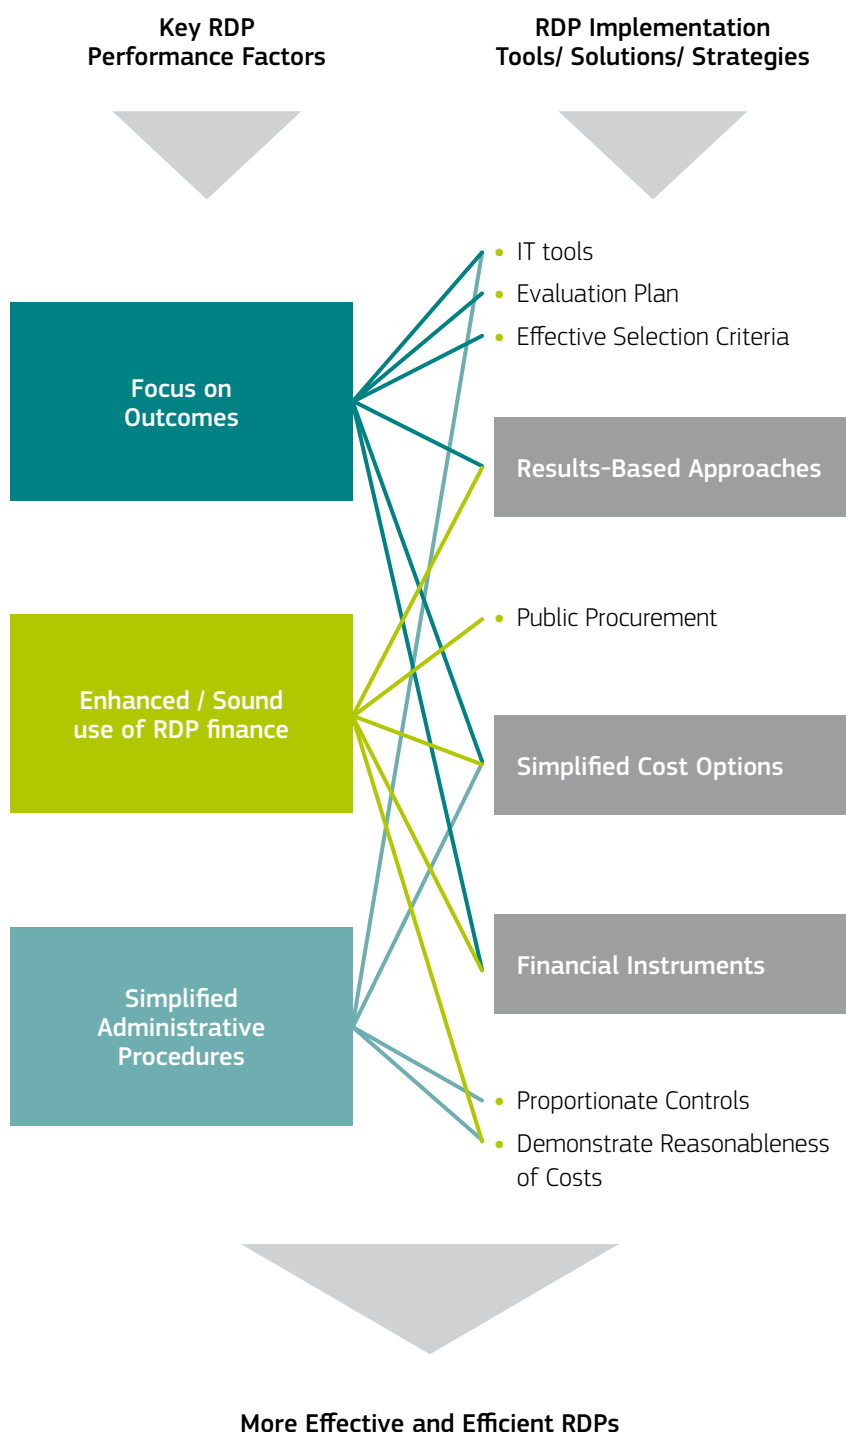 Key RDP
Performance Factors
RDP Implementation
Tools/ Solutions/ Strategies
Focus on
Outcomes
Enhanced / Sound
use of RDP finance
Simplified
Administrative
Procedures
• IT tools
• Evaluation Plan
• Effective Selection Criteria
Results-Based Approaches
• Public Procurement
Simplified Cost Options
Financial Instruments
• Proportionate Controls
• Demonstrate Reasonableness
of Costs
More Effective and Efficient RDPs